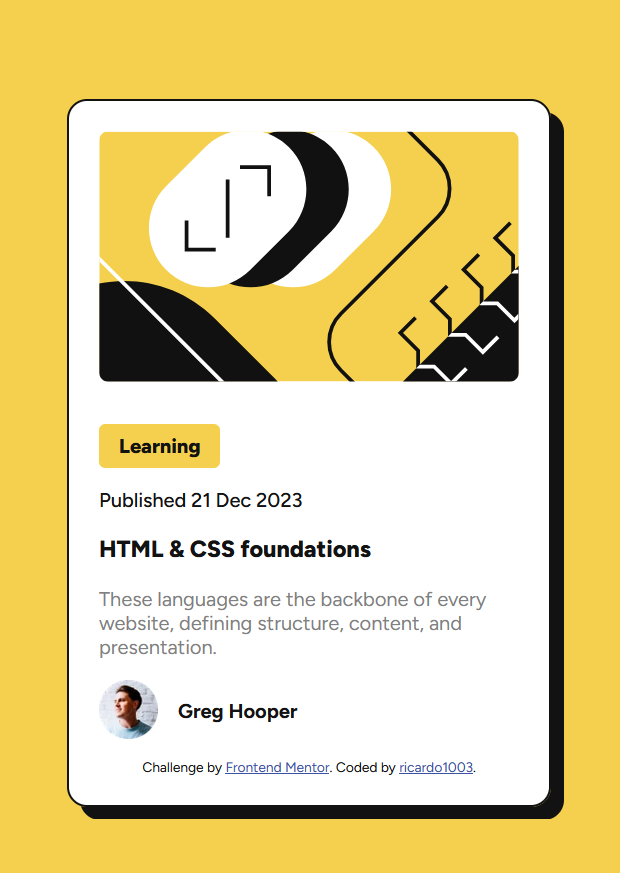 Learning
Published 21 Dec 2023
HTML & CSS foundations
These languages are the backbone of every
website, defining structure, content, and
presentation.
Greg Hooper
Challenge by Frontend Mentor. Coded by ricardo1003.